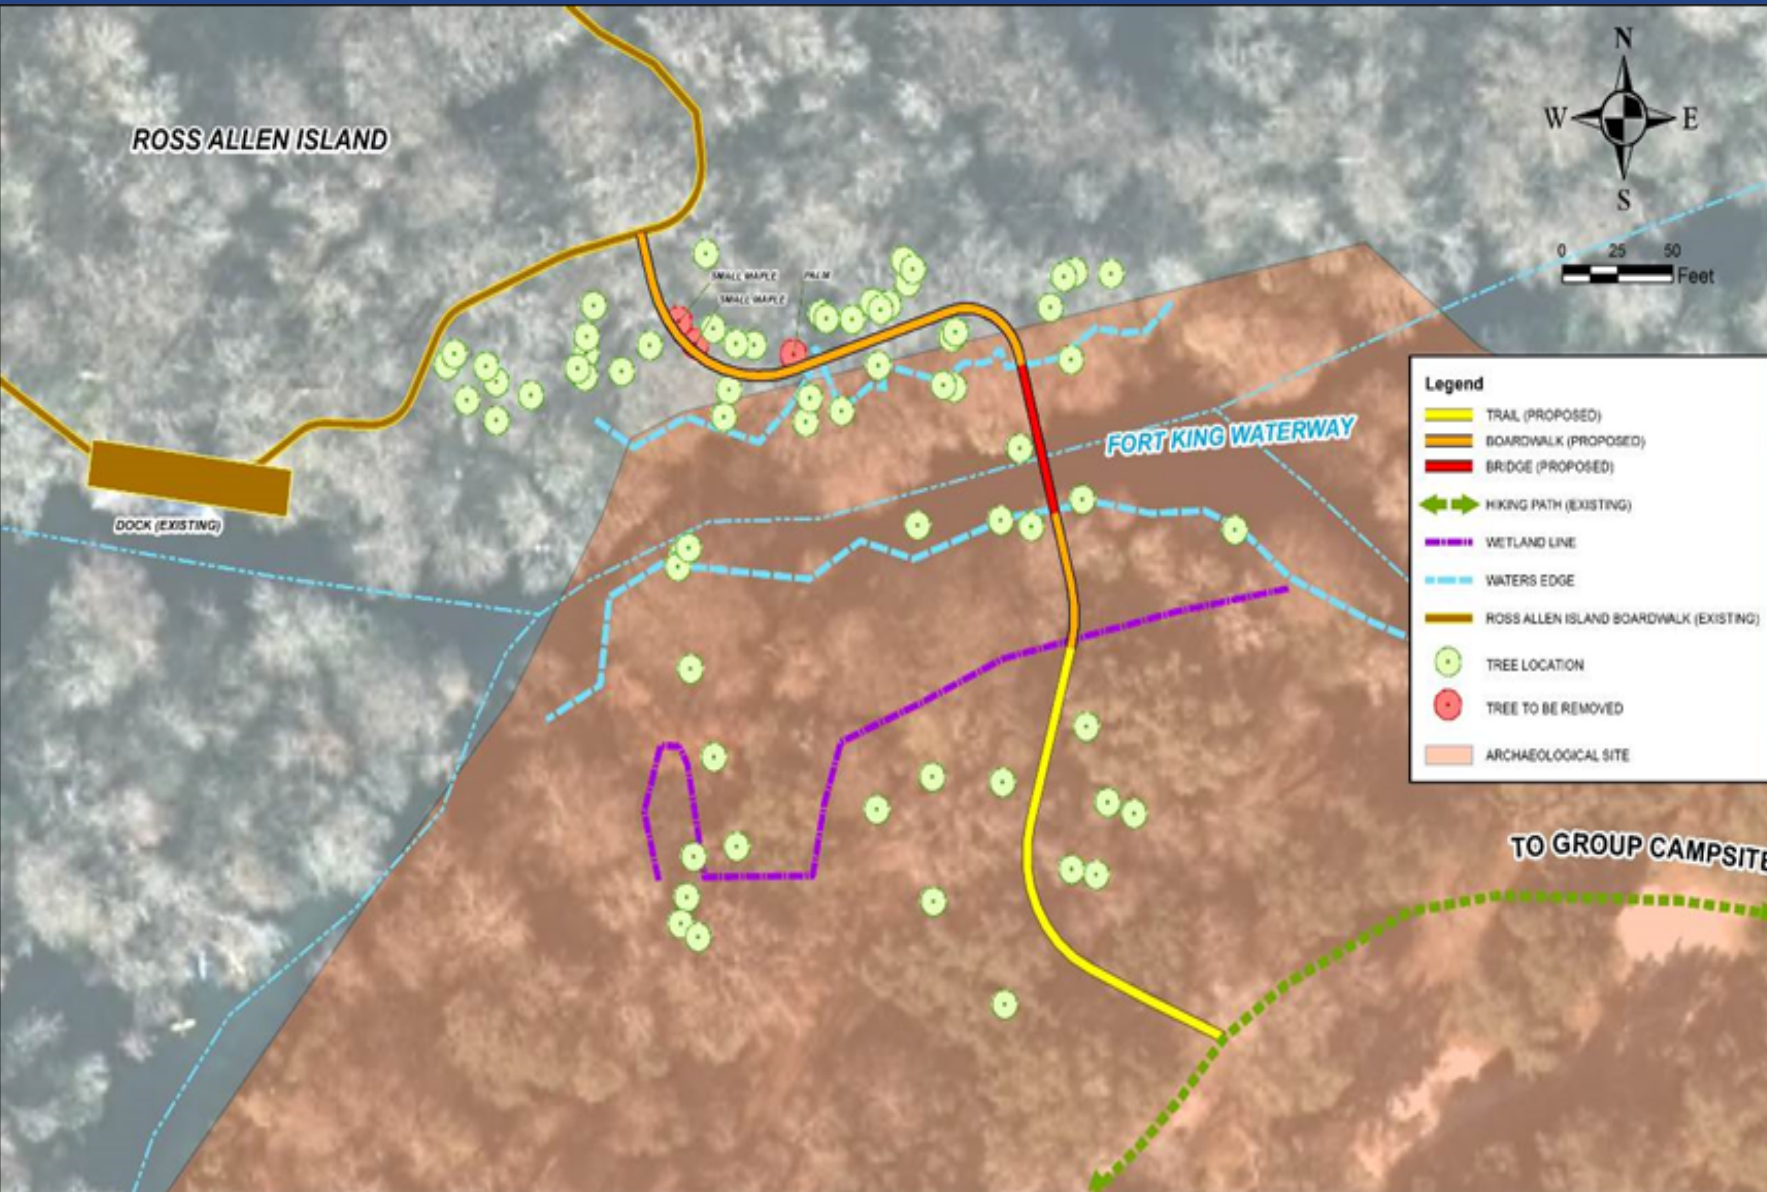 N
ROSS ALLEN ISLAND
W E
S
0 25 50
Feet
SMALL MAPLE
PALM
SMALL MAPLE
Legend
TRAIL (PROPOSED)
BOARDWALK (PROPOSED)
BRIDGE (PROPOSED)
HIKING PATH (EXISTING)
WETLAND LINE
WATERS EDGE
ROSS ALLEN ISLAND BOARDWALK (EXISTING)
TREE LOCATION
TREE TO BE REMOVED
ARCHAEOLOGICAL SITE
FORT KING WATERWAY
DOCK (EXISTING)
TO GROUP CAMPSITE